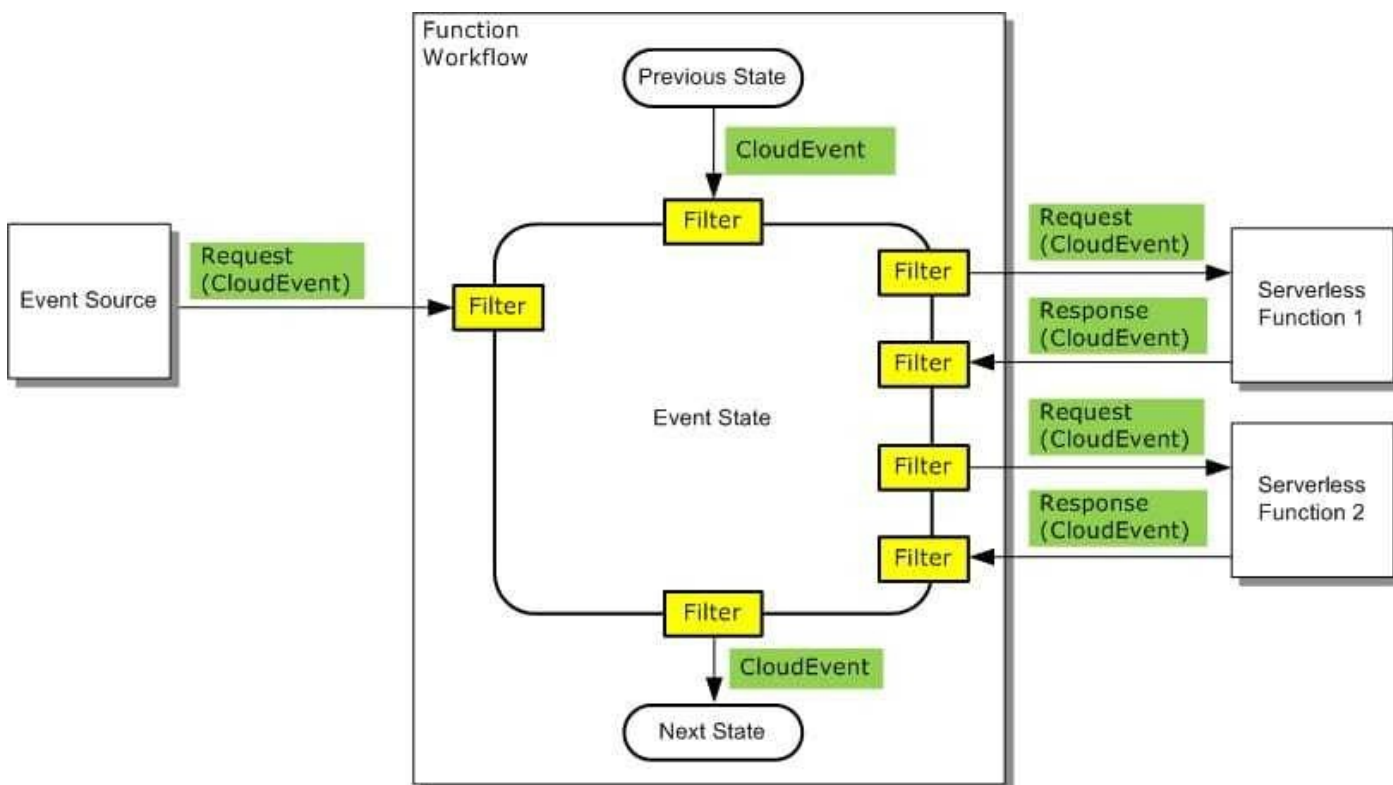 Function
Workflow
Previous State
CloudEvent
Filter
Request
(CloudEvent)
Event Source
Filter
Filter
Request
(CloudEvent)
Serverless
Function 1
Filter
Response
(CloudEvent)
Event State
Filter
Request
(CloudEvent)
Serverless
Function 2
Filter
Response
(CloudEvent)
Filter
CloudEvent
Next State